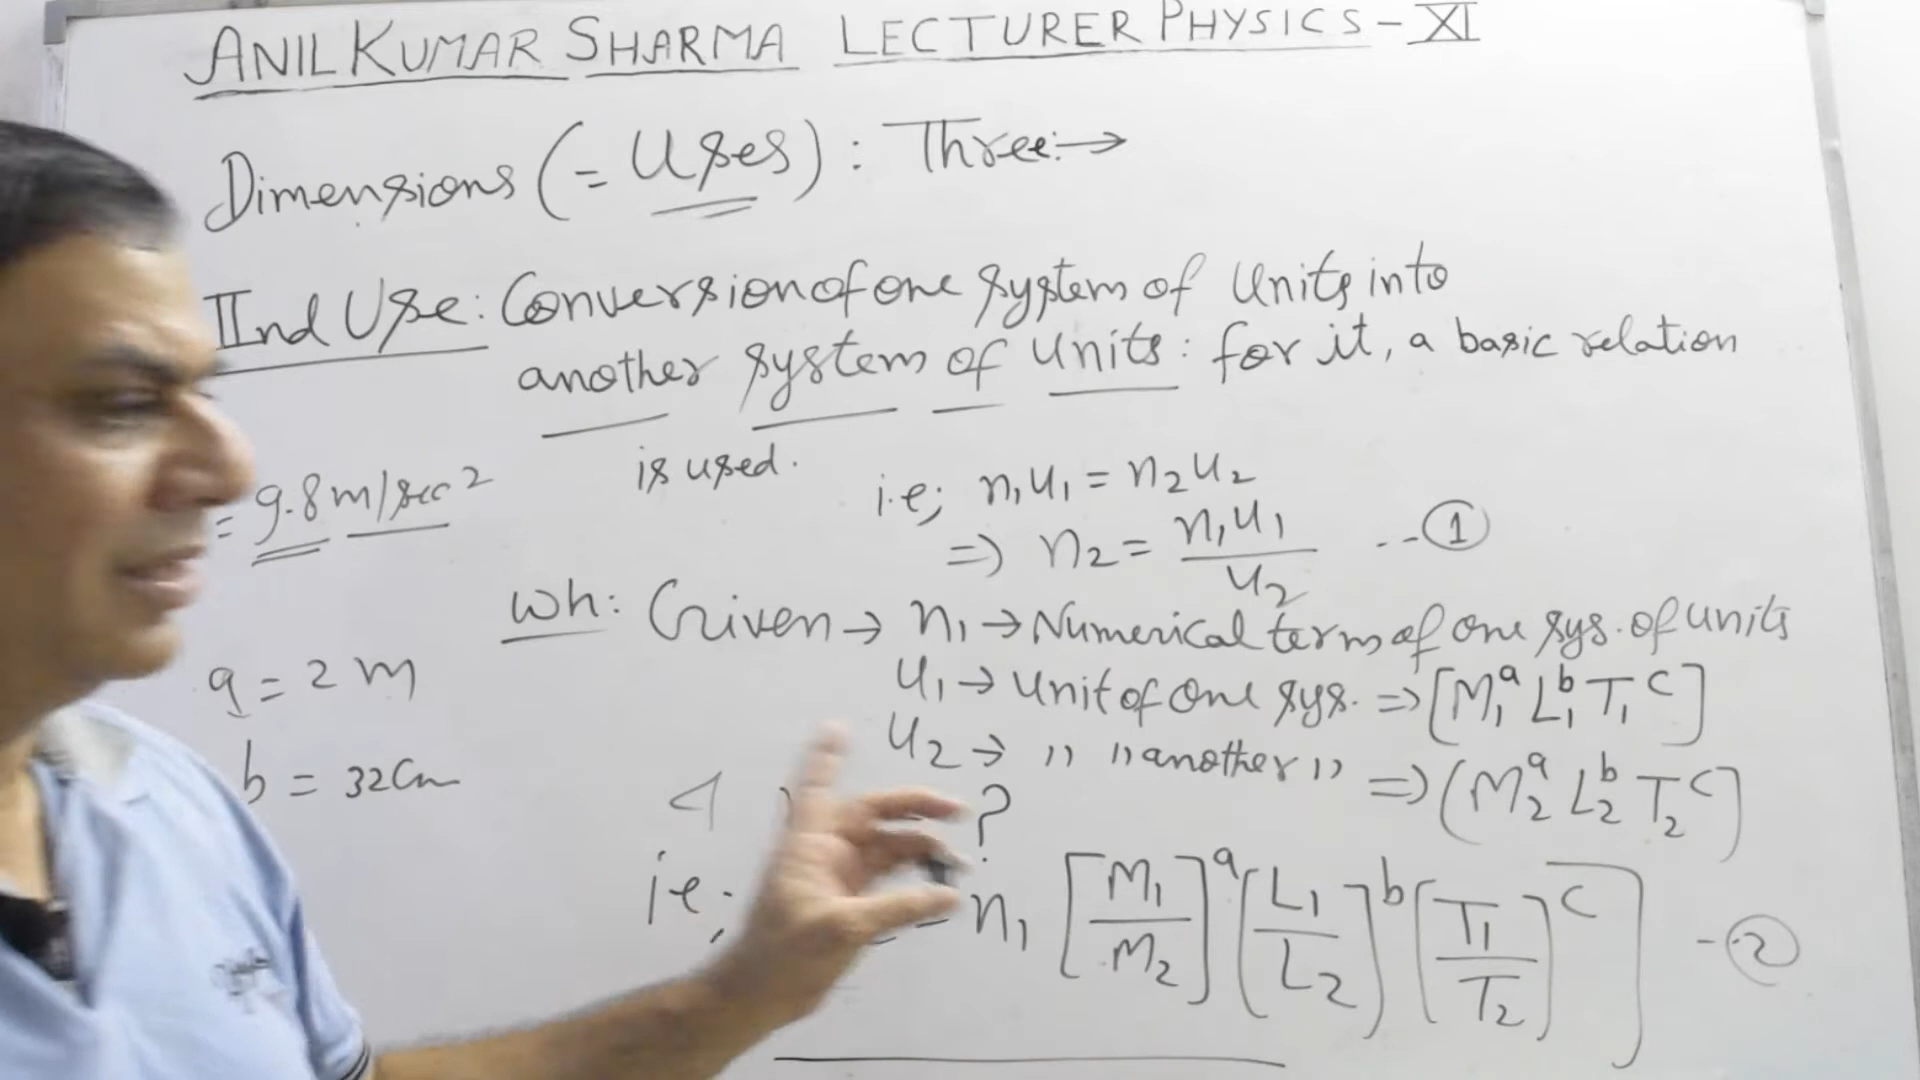 ANIL KUMAR SHARMA LECTURER PHYSICS - XI
Dimensions (= Uses) : Three :→
IInd Use : Conversion of one system of Units into
another system of Units : for it, a basic relation
is used.
= 9.8 m/sec²
i.e; n₁u₁ = n₂u₂
=> n₂ = n₁u₁/u₂ --- ①
Wh: Given → n₁ → Numerical term of one sys. of units
u₁ → Unit of one sys. => [M₁ᵃ L₁ᵇ T₁ᶜ]
a = 2 m
u₂ → " " another " => (M₂ᵃ L₂ᵇ T₂ᶜ]
b = 32 Cm
?
ie; = n₁ [M₁/M₂]ᵃ [L₁/L₂]ᵇ [T₁/T₂]ᶜ] -- ②